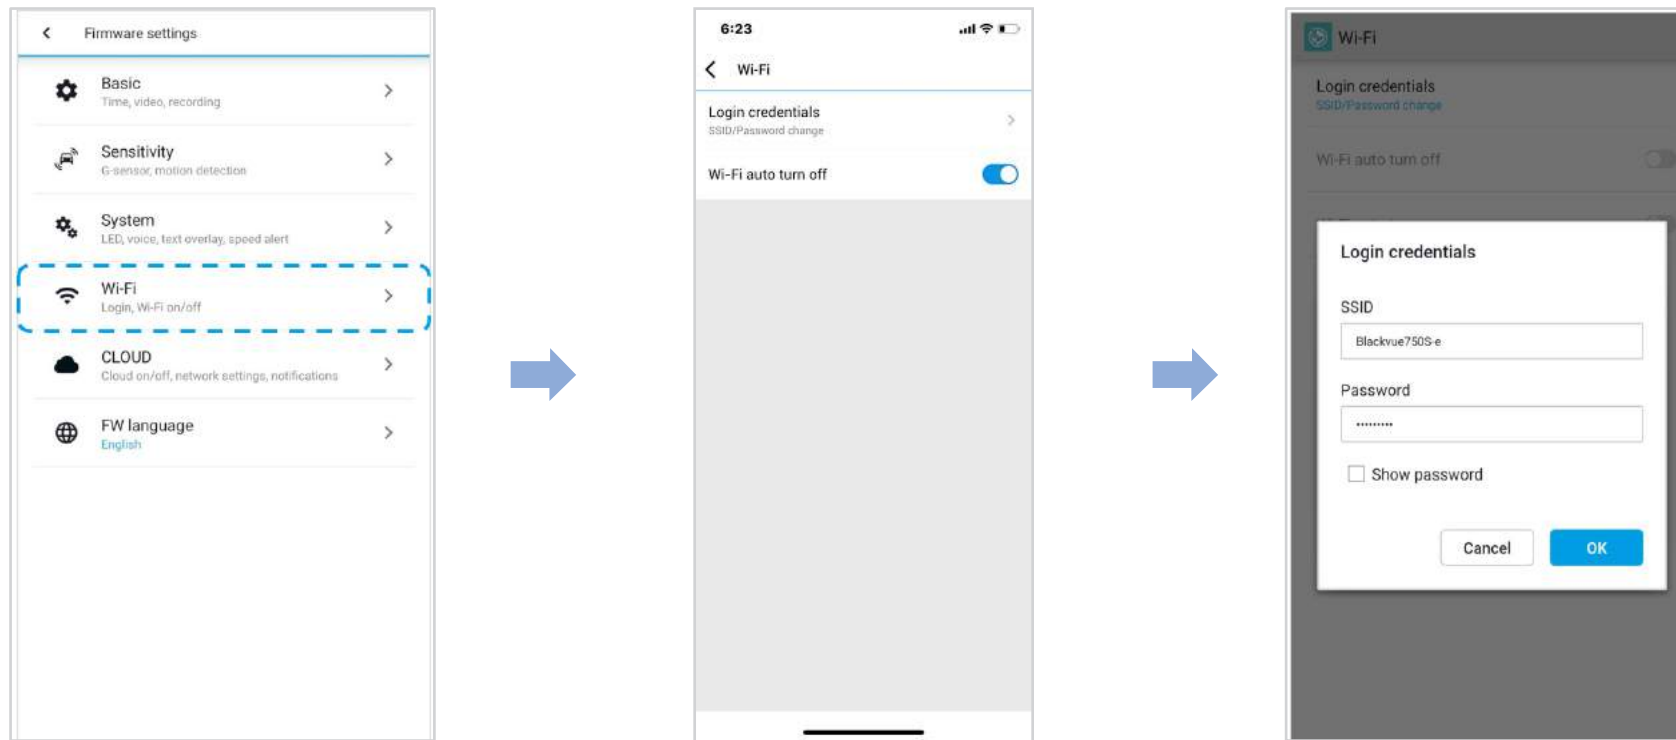 Firmware settings
Basic
Time, video, recording
Sensitivity
G-sensor, motion detection
System
LED, voice, text overlay, speed alert
Wi-Fi
Login, Wi-Fi on/off
CLOUD
Cloud on/off, network settings, notifications
FW language
English
6:23
Wi-Fi
Login credentials
SSID/Password change
Wi-Fi auto turn off
Wi-Fi
Login credentials
SSID/Password change
Wi-Fi auto turn off
Login credentials
SSID
Blackvue750S-e
Password
•••••••••
Show password
Cancel
OK